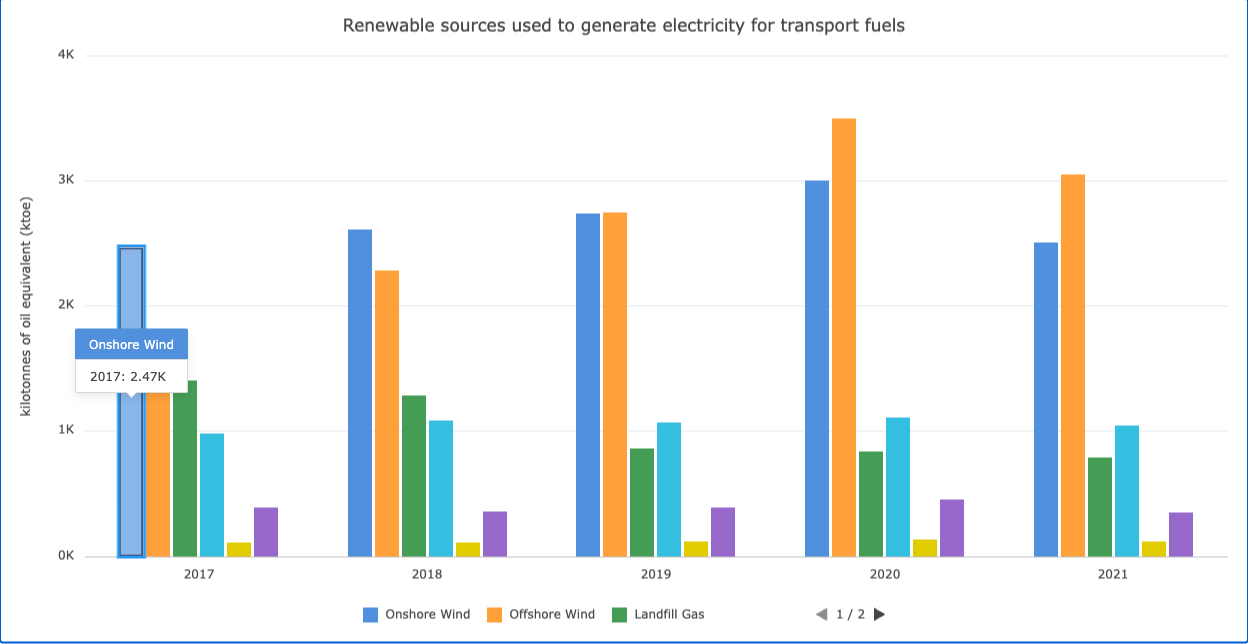 Renewable sources used to generate electricity for transport fuels
4K
3K
2K
1K
0K
kilotonnes of oil equivalent (ktoe)
Onshore Wind
2017: 2.47K
2017 2018 2019 2020 2021
Onshore Wind Offshore Wind Landfill Gas 1 / 2